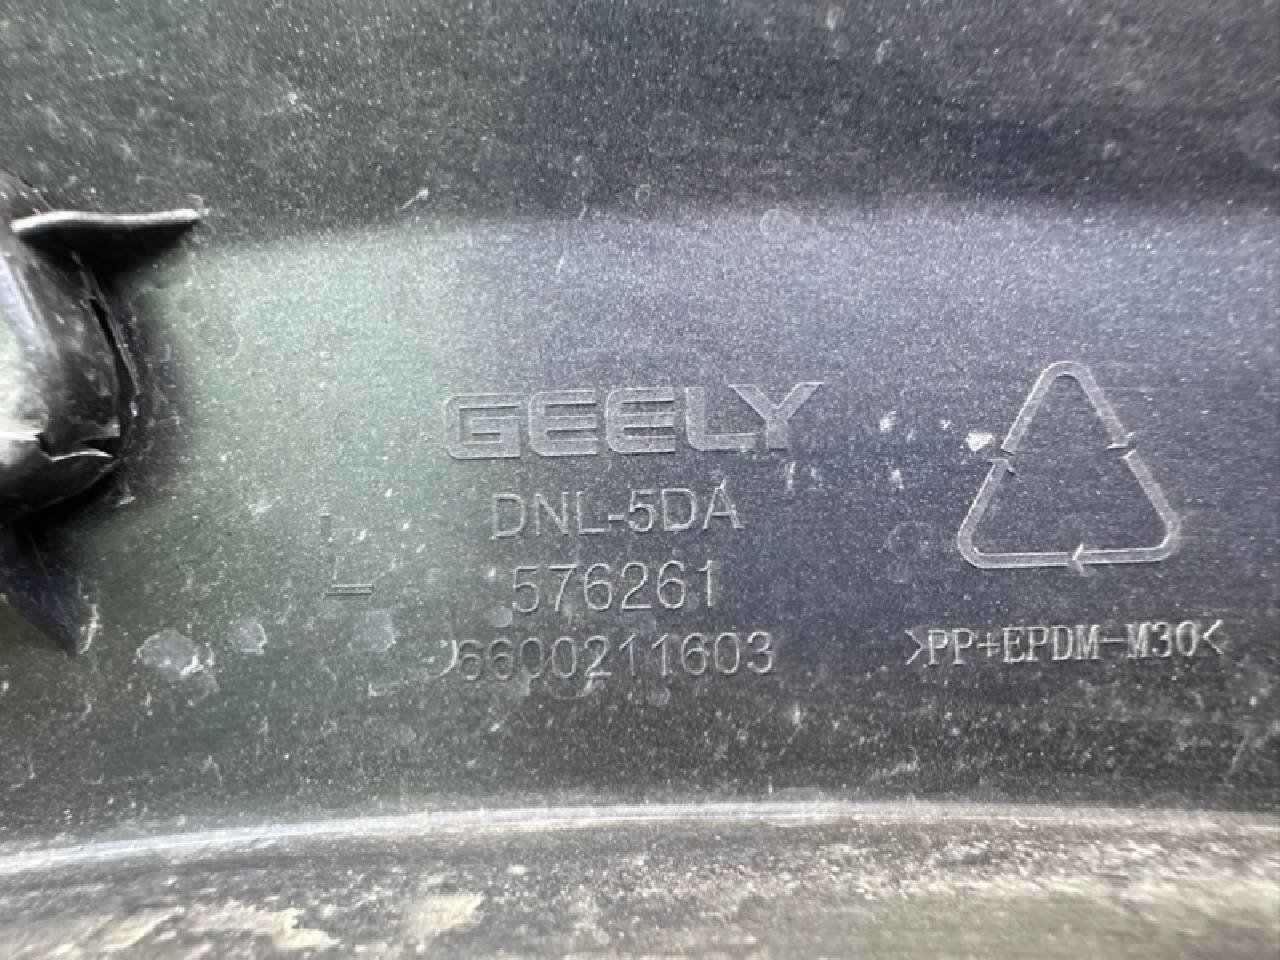 GEELY
DNL-5DA
L
576261
6600211603
>PP+EPDM-M30<